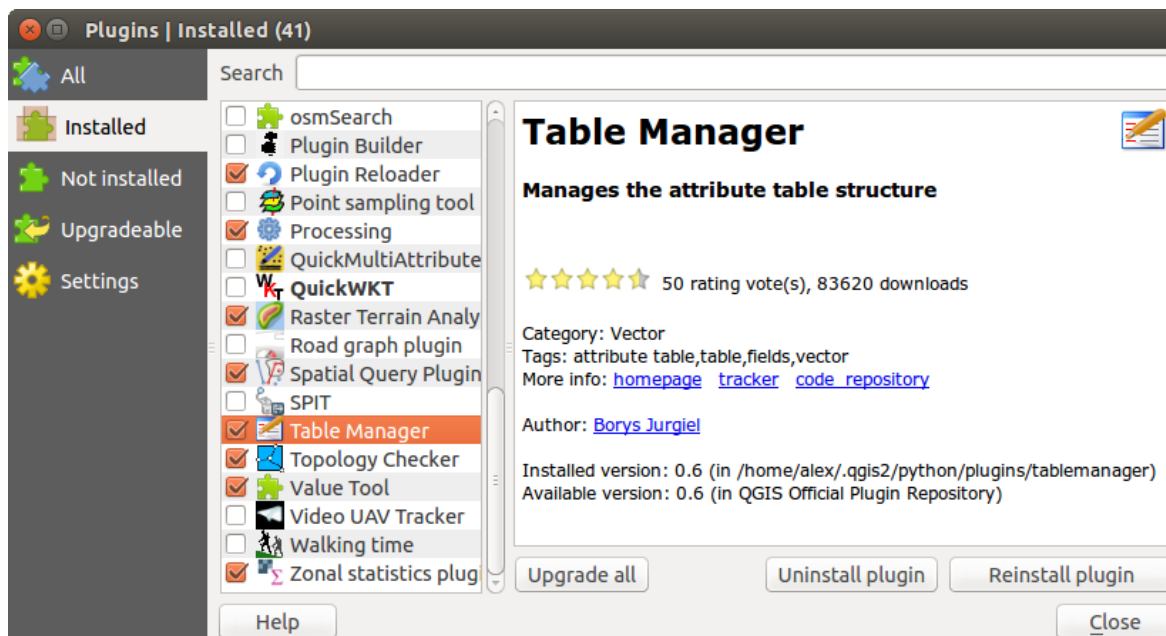 Plugins | Installed (41)
All
Installed
Not installed
Upgradeable
Settings
Search
osmSearch
Plugin Builder
Plugin Reloader
Point sampling tool
Processing
QuickMultiAttribute
QuickWKT
Raster Terrain Analy
Road graph plugin
Spatial Query Plugin
SPIT
Table Manager
Topology Checker
Value Tool
Video UAV Tracker
Walking time
Zonal statistics plugi
Table Manager
Manages the attribute table structure
50 rating vote(s), 83620 downloads
Category: Vector
Tags: attribute table,table,fields,vector
More info: homepage tracker code_repository
Author: Borys Jurgiel
Installed version: 0.6 (in /home/alex/.qgis2/python/plugins/tablemanager)
Available version: 0.6 (in QGIS Official Plugin Repository)
Upgrade all
Uninstall plugin
Reinstall plugin
Help
Close